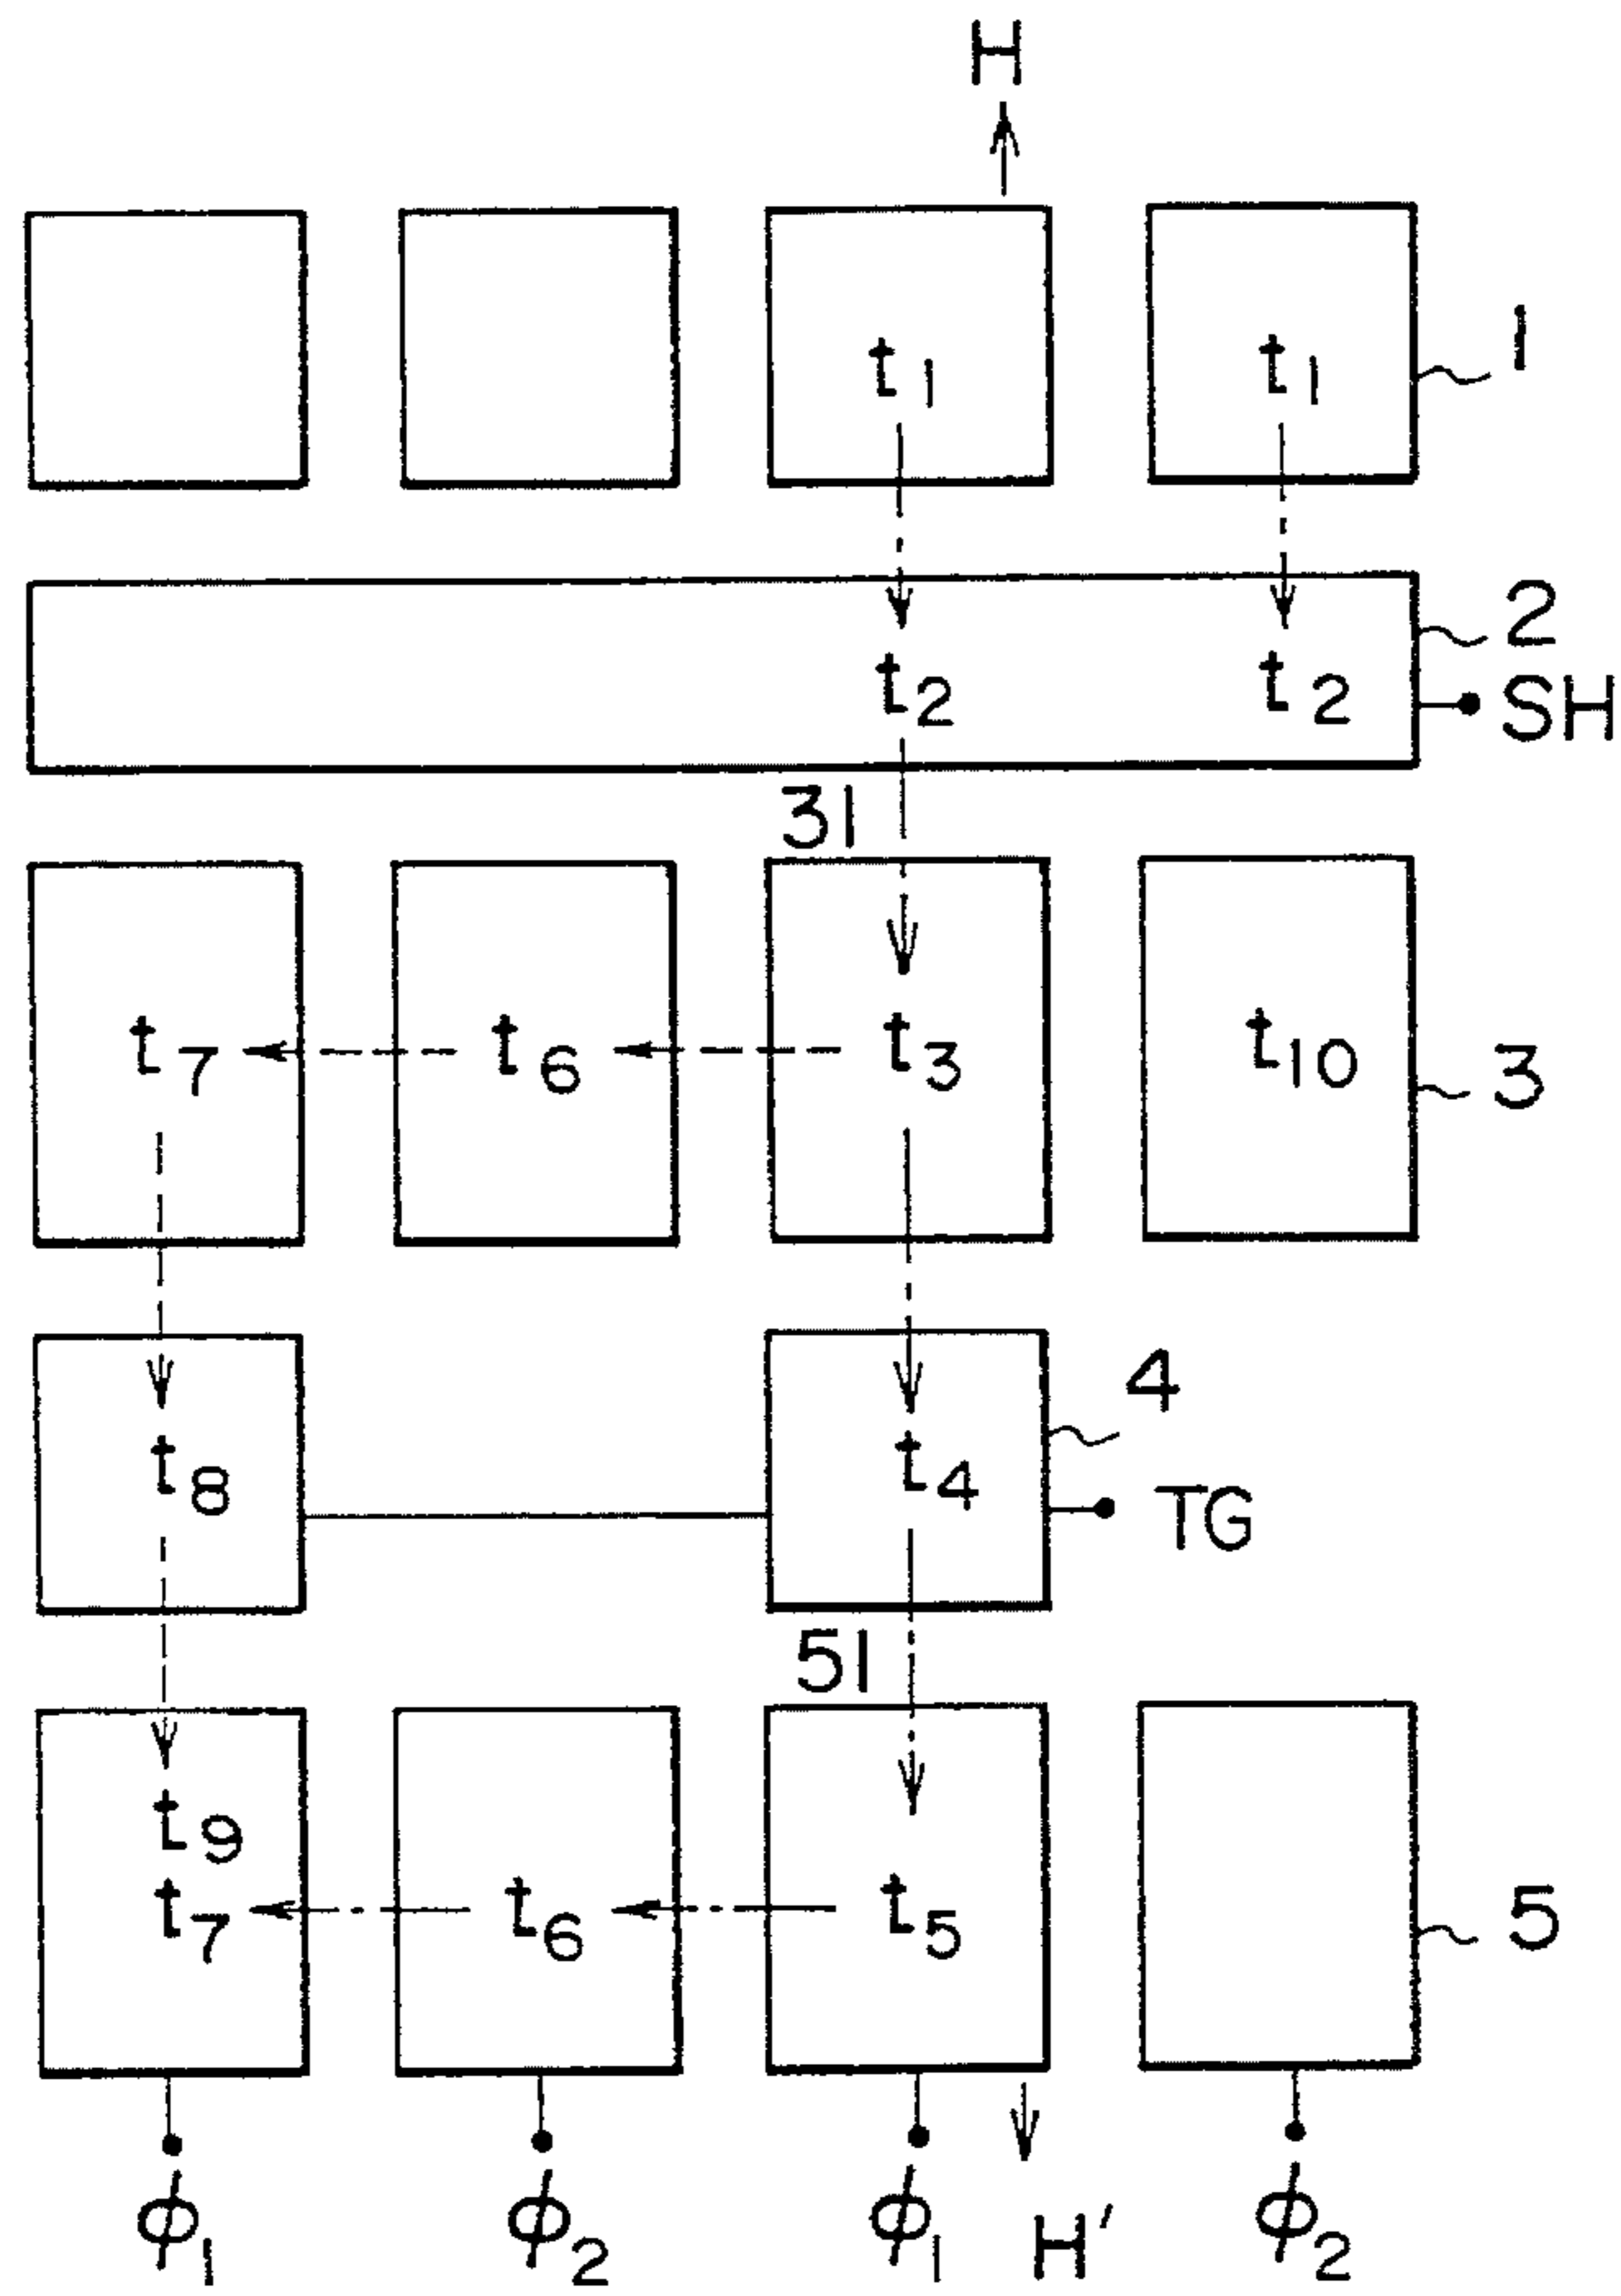 H
t1 t1 1
t2 t2 2
SH
31
t7 t6 t3 t10 3
t8 t4 4
TG
51
t9
t7 t6 t5 5
ϕ1 ϕ2 ϕ1 H' ϕ2